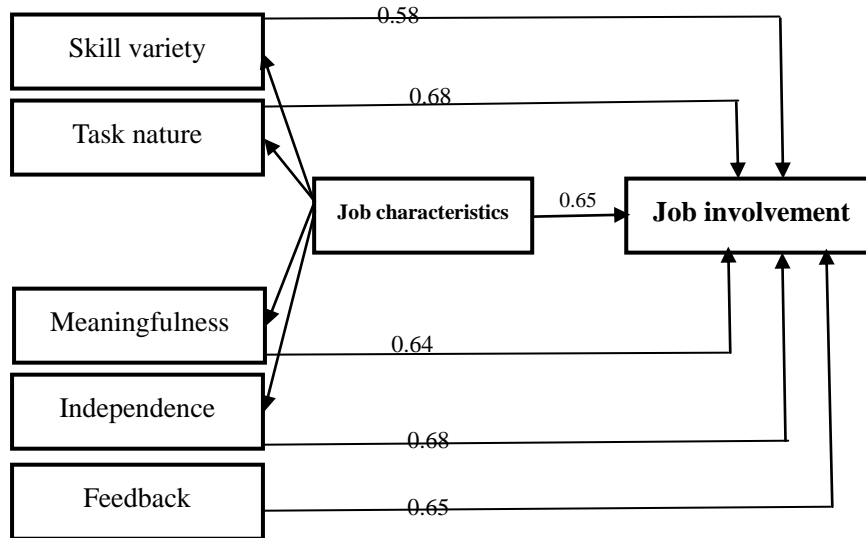 0.58
Skill variety
0.68
Task nature
Job characteristics
0.65
Job involvement
Meaningfulness
0.64
Independence
0.68
Feedback
0.65